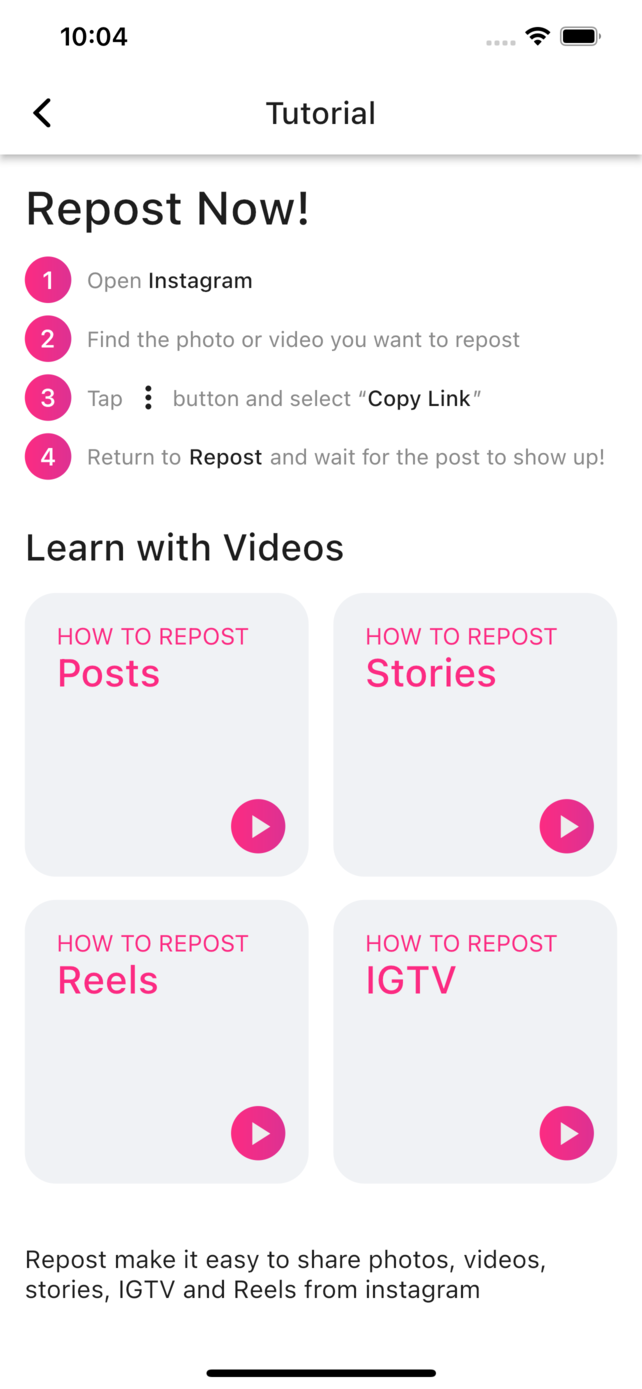 10:04
Tutorial
Repost Now!
1 Open Instagram
2 Find the photo or video you want to repost
3 Tap ⋮ button and select “Copy Link”
4 Return to Repost and wait for the post to show up!
Learn with Videos
HOW TO REPOST
Posts
HOW TO REPOST
Stories
HOW TO REPOST
Reels
HOW TO REPOST
IGTV
Repost make it easy to share photos, videos,
stories, IGTV and Reels from instagram